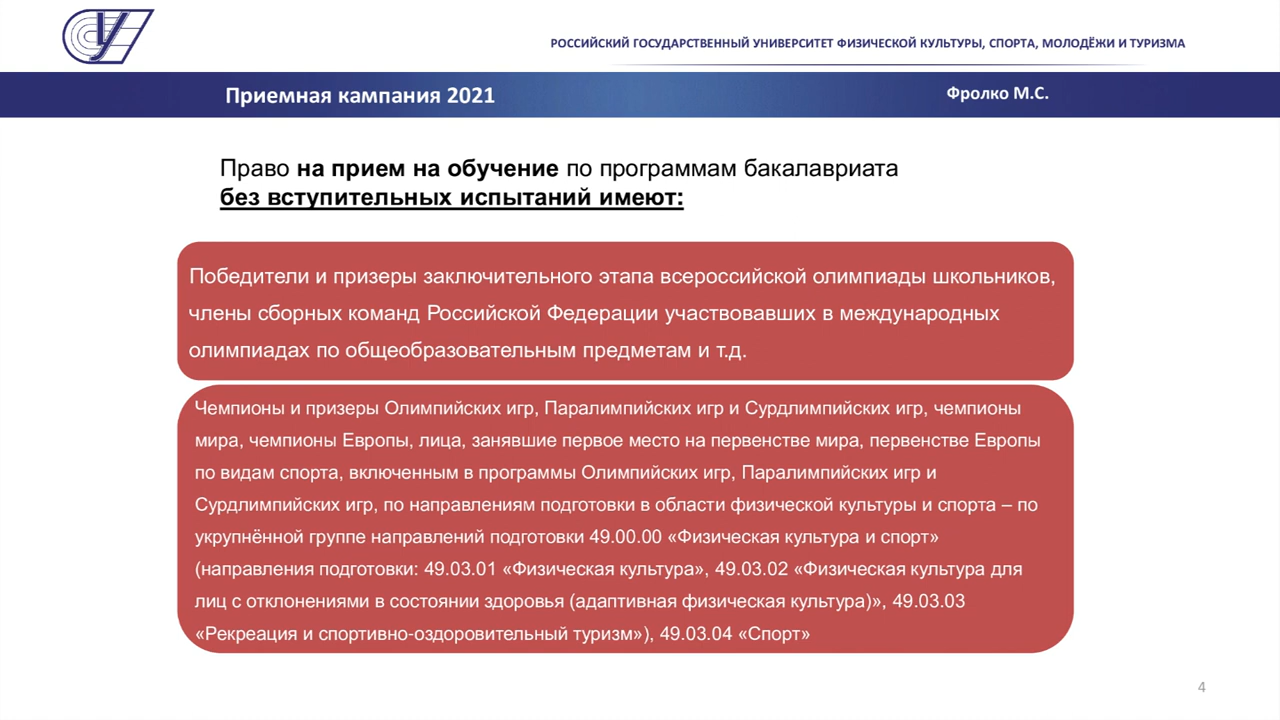 РОССИЙСКИЙ ГОСУДАРСТВЕННЫЙ УНИВЕРСИТЕТ ФИЗИЧЕСКОЙ КУЛЬТУРЫ, СПОРТА, МОЛОДЁЖИ И ТУРИЗМА
Приемная кампания 2021
Фролко М.С.
Право на прием на обучение по программам бакалавриата
без вступительных испытаний имеют:
Победители и призеры заключительного этапа всероссийской олимпиады школьников,
члены сборных команд Российской Федерации участвовавших в международных
олимпиадах по общеобразовательным предметам и т.д.
Чемпионы и призеры Олимпийских игр, Паралимпийских игр и Сурдлимпийских игр, чемпионы
мира, чемпионы Европы, лица, занявшие первое место на первенстве мира, первенстве Европы
по видам спорта, включенным в программы Олимпийских игр, Паралимпийских игр и
Сурдлимпийских игр, по направлениям подготовки в области физической культуры и спорта – по
укрупнённой группе направлений подготовки 49.00.00 «Физическая культура и спорт»
(направления подготовки: 49.03.01 «Физическая культура», 49.03.02 «Физическая культура для
лиц с отклонениями в состоянии здоровья (адаптивная физическая культура)», 49.03.03
«Рекреация и спортивно-оздоровительный туризм»), 49.03.04 «Спорт»
4